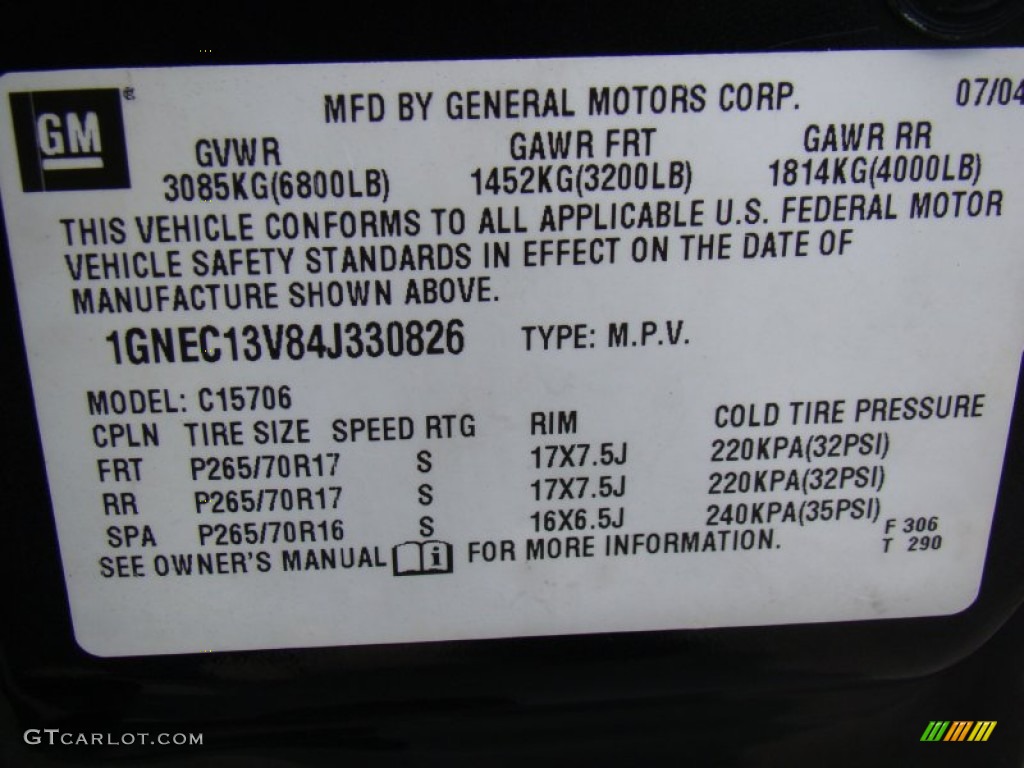 GM ®
MFD BY GENERAL MOTORS CORP. 07/04
GVWR GAWR FRT GAWR RR
3085KG(6800LB) 1452KG(3200LB) 1814KG(4000LB)
THIS VEHICLE CONFORMS TO ALL APPLICABLE U.S. FEDERAL MOTOR
VEHICLE SAFETY STANDARDS IN EFFECT ON THE DATE OF
MANUFACTURE SHOWN ABOVE.
1GNEC13V84J330826 TYPE: M.P.V.
MODEL: C15706
CPLN TIRE SIZE SPEED RTG RIM COLD TIRE PRESSURE
FRT P265/70R17 S 17X7.5J 220KPA(32PSI)
RR P265/70R17 S 17X7.5J 220KPA(32PSI)
SPA P265/70R16 S 16X6.5J 240KPA(35PSI) F 306
SEE OWNER'S MANUAL i FOR MORE INFORMATION. T 290
GTCARLOT.COM